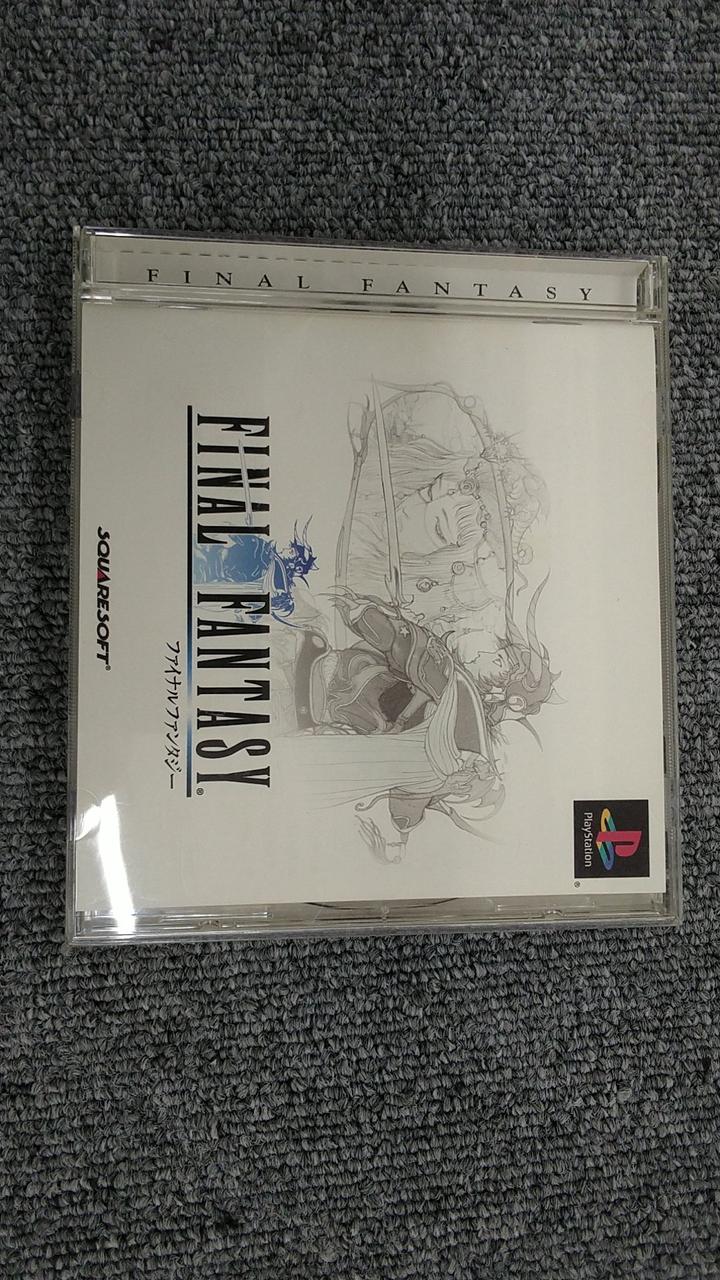 FINAL FANTASY
PlayStation
®
FINAL FANTASY®
ファイナルファンタジー
SQUARESOFT®